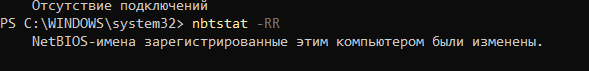 Отсутствие подключений
PS C:\WINDOWS\system32> nbtstat -RR
NetBIOS-имена зарегистрированные этим компьютером были изменены.